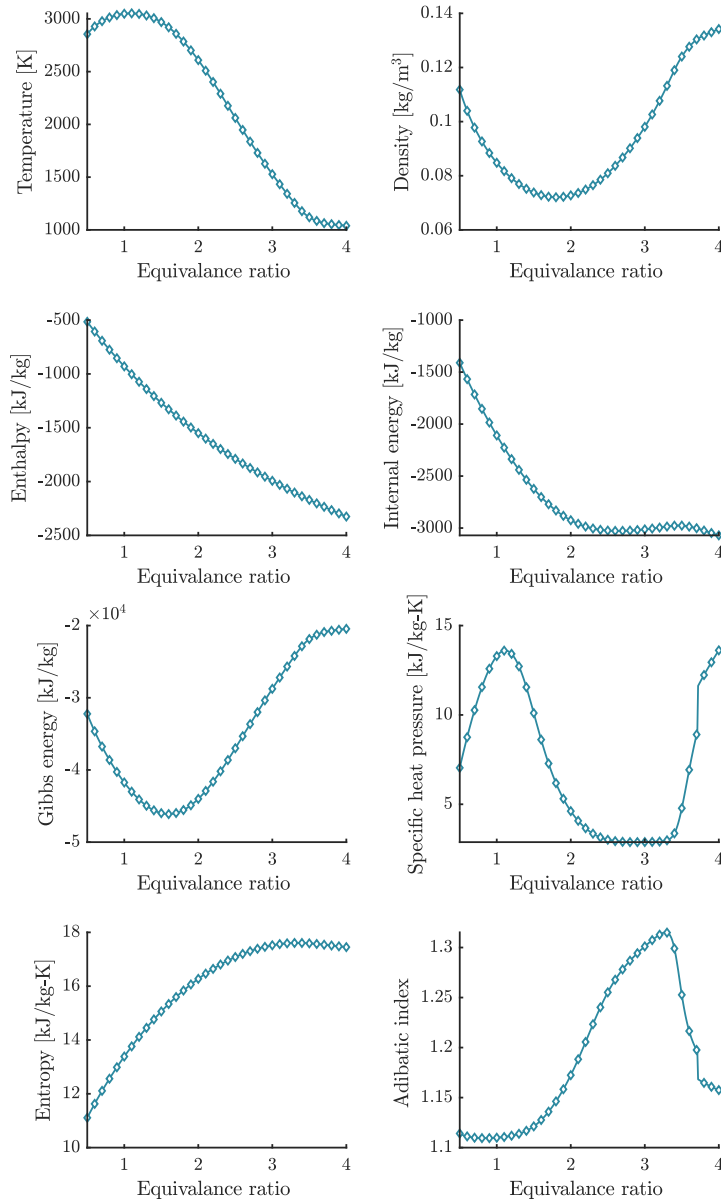 Temperature [K]
3000
2500
2000
1500
1000
1 2 3 4
Equivalance ratio
Density [kg/m³]
0.14
0.12
0.1
0.08
0.06
1 2 3 4
Equivalance ratio
Enthalpy [kJ/kg]
-500
-1000
-1500
-2000
-2500
1 2 3 4
Equivalance ratio
Internal energy [kJ/kg]
-1000
-1500
-2000
-2500
-3000
1 2 3 4
Equivalance ratio
Gibbs energy [kJ/kg]
×10⁴
-2
-3
-4
-5
1 2 3 4
Equivalance ratio
Specific heat pressure [kJ/kg-K]
15
10
5
1 2 3 4
Equivalance ratio
Entropy [kJ/kg-K]
18
16
14
12
10
1 2 3 4
Equivalance ratio
Adibatic index
1.3
1.25
1.2
1.15
1.1
1 2 3 4
Equivalance ratio